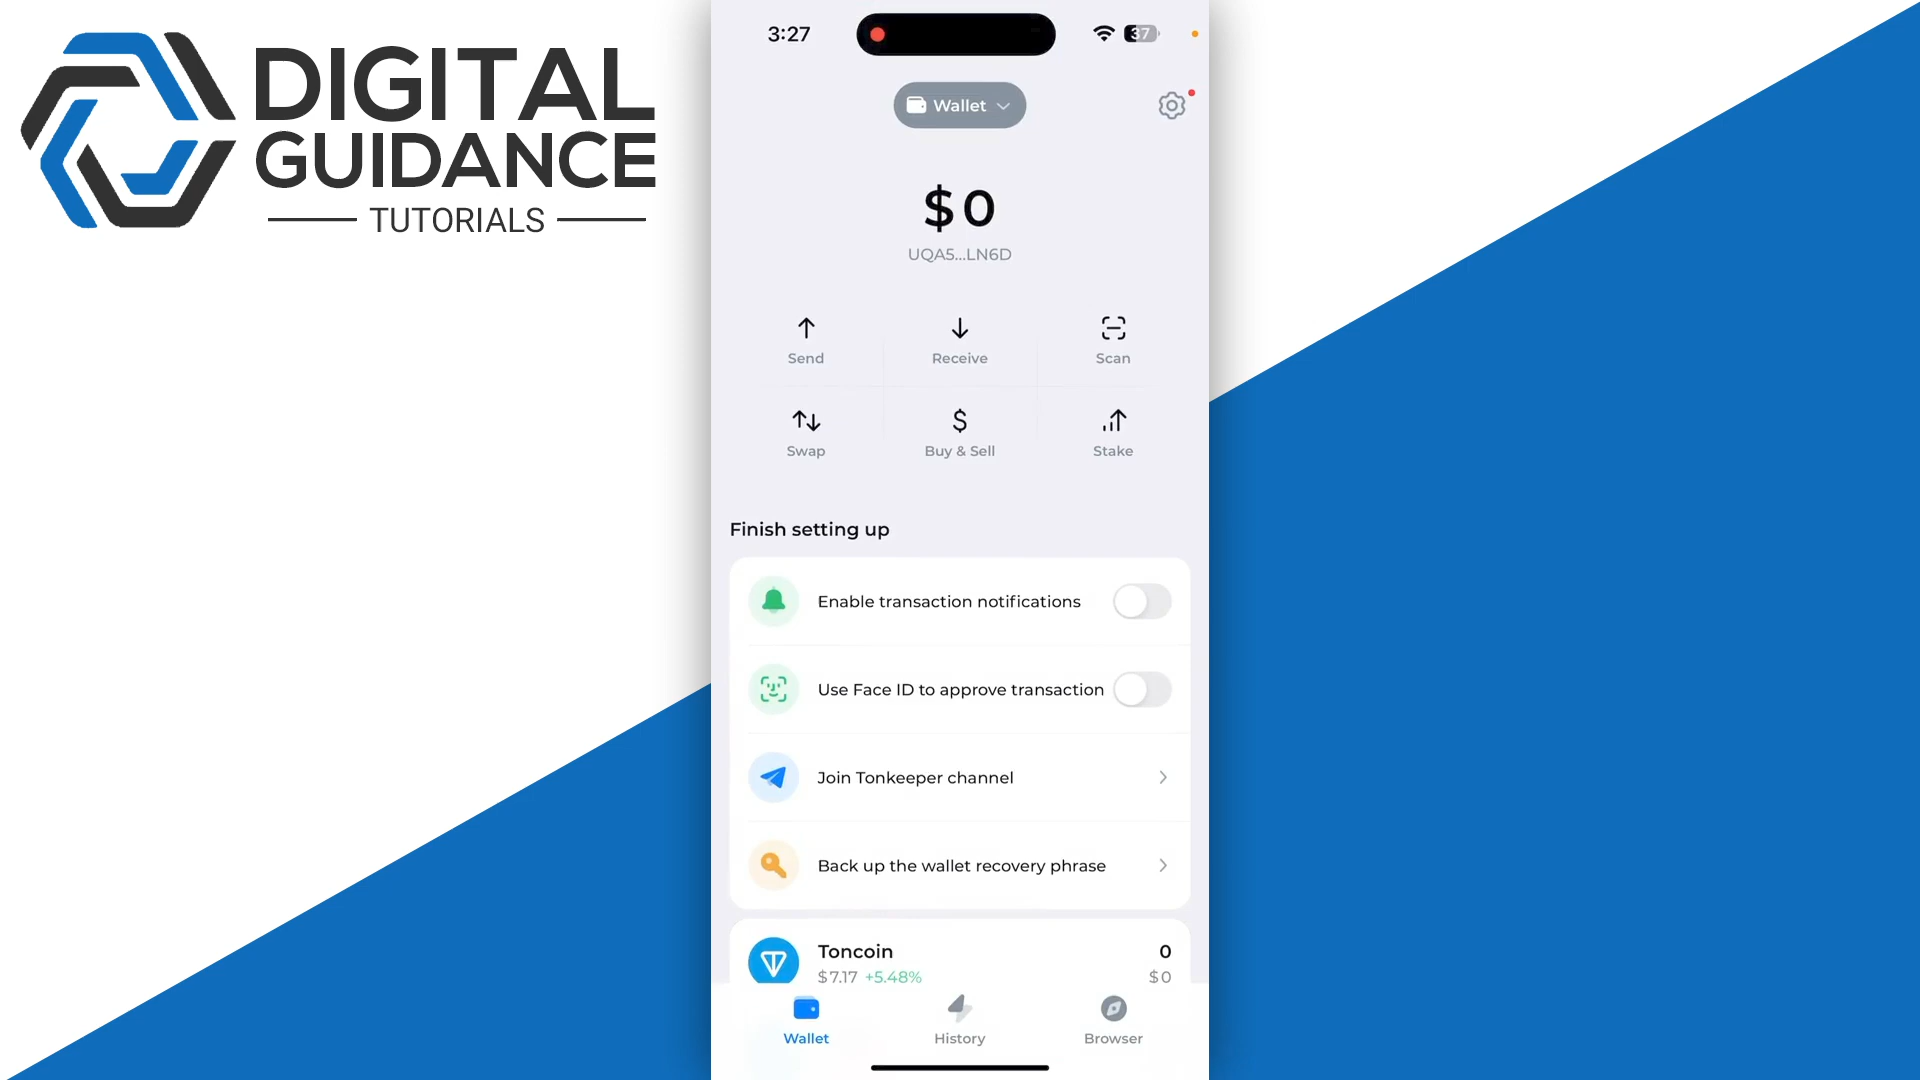 DIGITAL
GUIDANCE
TUTORIALS
3:27
37
Wallet
$0
UQA5...LN6D
Send
Receive
Scan
Swap
Buy & Sell
Stake
Finish setting up
Enable transaction notifications
Use Face ID to approve transaction
Join Tonkeeper channel
Back up the wallet recovery phrase
Toncoin
0
$7.17 +5.48%
$0
Wallet
History
Browser